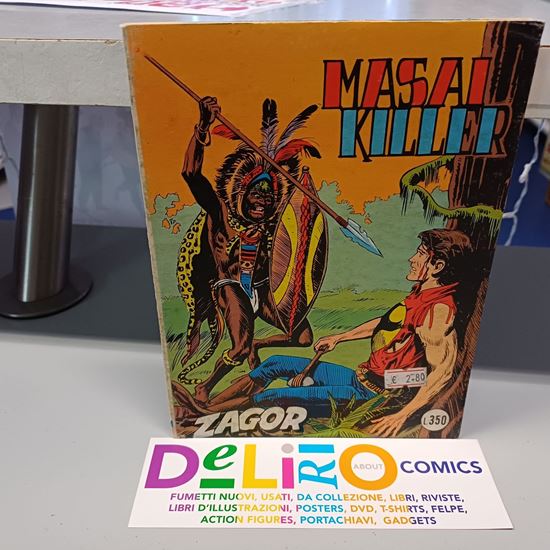 MASAI
KILLER
€ 2.80
ZAGOR
L.350
DeLiRiO
ABOUT
COMICS
FUMETTI NUOVI, USATI, DA COLLEZIONE, LIBRI, RIVISTE,
LIBRI D'ILLUSTRAZIONI, POSTERS, DVD, T-SHIRTS, FELPE,
ACTION FIGURES, PORTACHIAVI, GADGETS